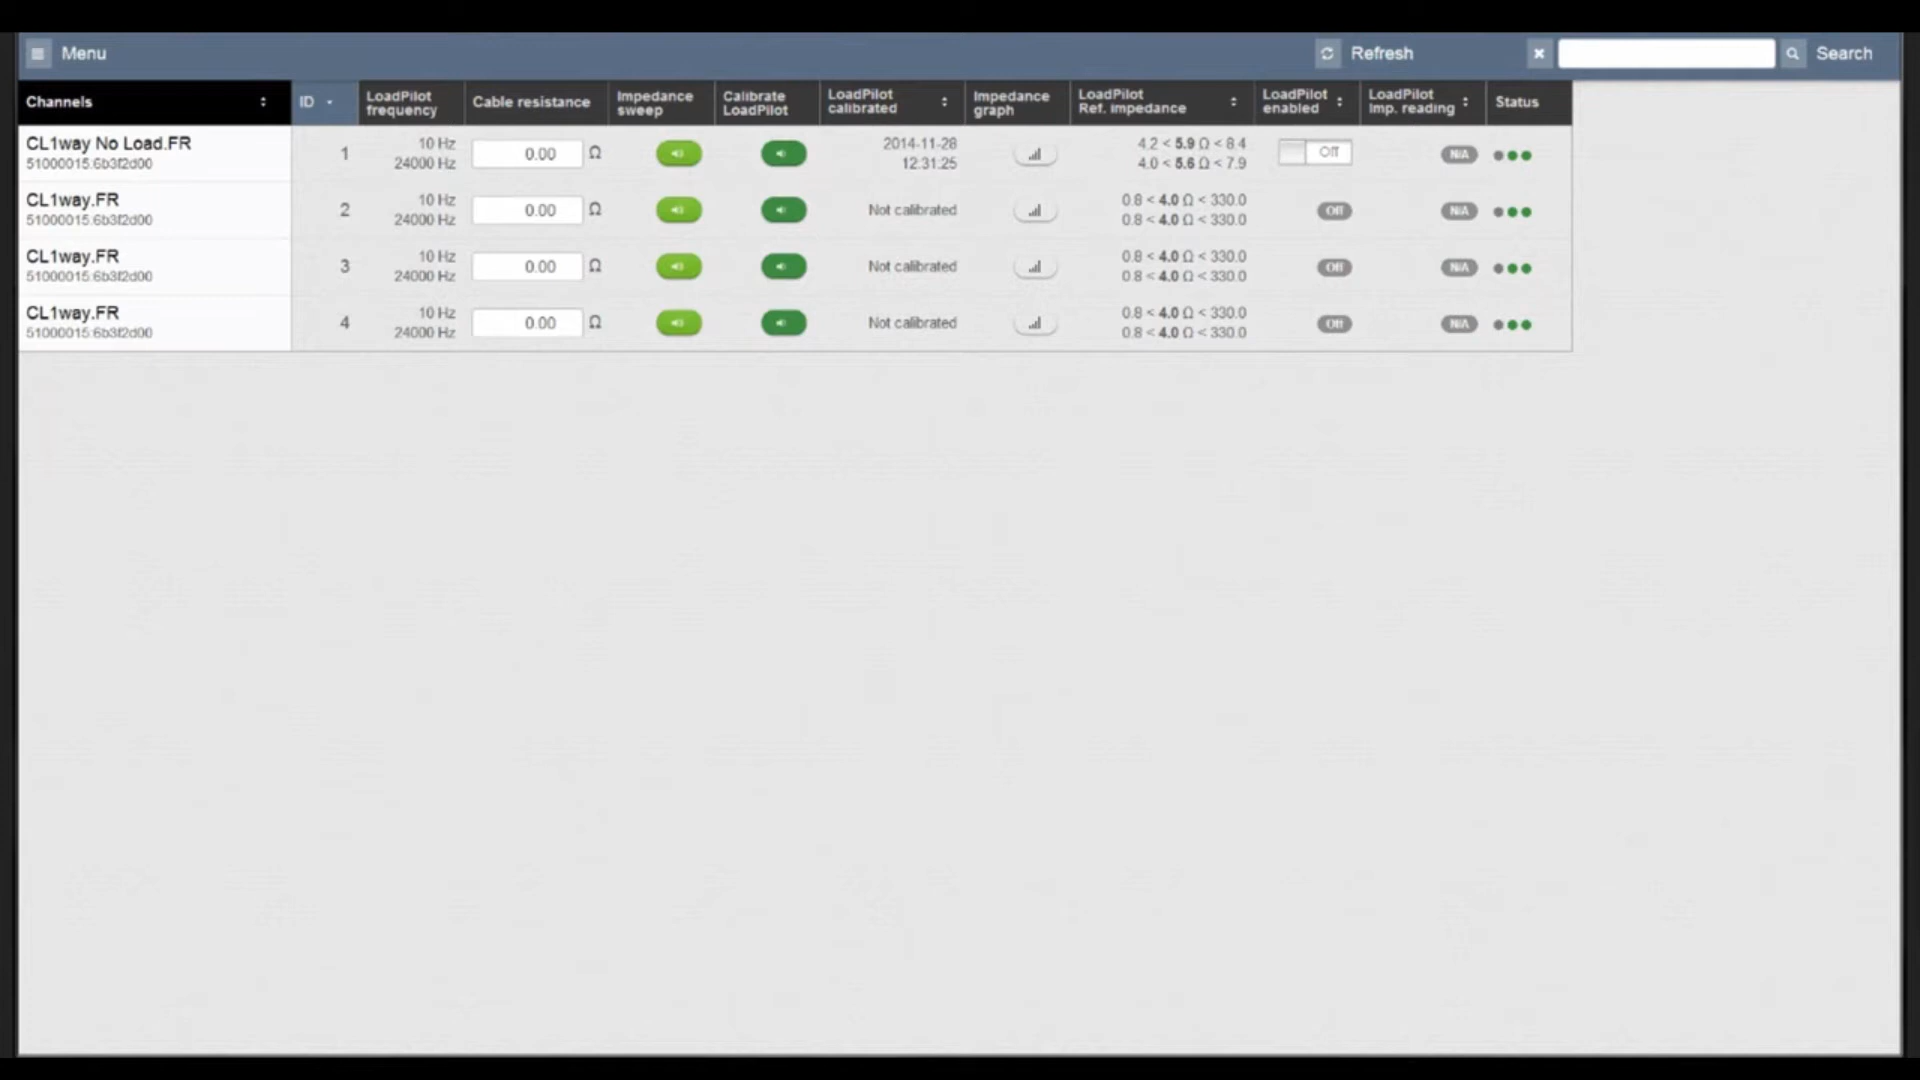 Menu
Refresh
Search
Channels
ID
LoadPilot frequency
Cable resistance
Impedance sweep
Calibrate LoadPilot
LoadPilot calibrated
Impedance graph
LoadPilot Ref. impedance
LoadPilot enabled
LoadPilot Imp. reading
Status
CL1way No Load.FR
51000015.6b3f2d00
1
10 Hz
24000 Hz
0.00 Ω
2014-11-28
12:31:25
4.2 < 5.9 Ω < 8.4
4.0 < 5.6 Ω < 7.9
Off
N/A
CL1way.FR
51000015.6b3f2d00
2
10 Hz
24000 Hz
0.00 Ω
Not calibrated
0.8 < 4.0 Ω < 330.0
0.8 < 4.0 Ω < 330.0
Off
N/A
CL1way.FR
51000015.6b3f2d00
3
10 Hz
24000 Hz
0.00 Ω
Not calibrated
0.8 < 4.0 Ω < 330.0
0.8 < 4.0 Ω < 330.0
Off
N/A
CL1way.FR
51000015.6b3f2d00
4
10 Hz
24000 Hz
0.00 Ω
Not calibrated
0.8 < 4.0 Ω < 330.0
0.8 < 4.0 Ω < 330.0
Off
N/A